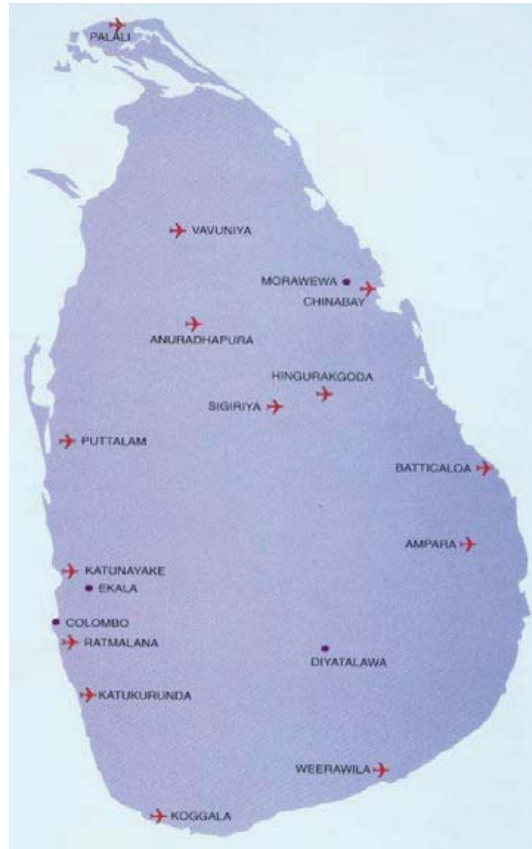 PALALI
VAVUNIYA
MORAWEWA
CHINABAY
ANURADHAPURA
HINGURAKGODA
SIGIRIYA
PUTTALAM
BATTICALOA
AMPARA
KATUNAYAKE
EKALA
COLOMBO
RATMALANA
DIYATALAWA
KATUKURUNDA
WEERAWILA
KOGGALA